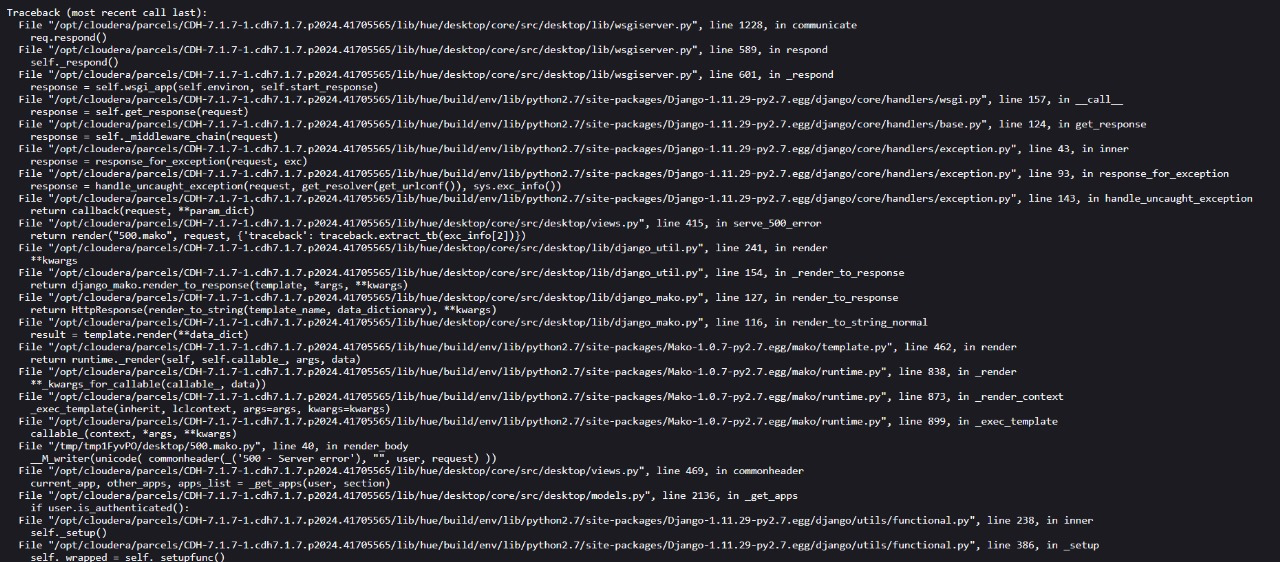 Traceback (most recent call last):
  File "/opt/cloudera/parcels/CDH-7.1.7-1.cdh7.1.7.p2024.41705565/lib/hue/desktop/core/src/desktop/lib/wsgiserver.py", line 1228, in communicate
    req.respond()
  File "/opt/cloudera/parcels/CDH-7.1.7-1.cdh7.1.7.p2024.41705565/lib/hue/desktop/core/src/desktop/lib/wsgiserver.py", line 589, in respond
    self._respond()
  File "/opt/cloudera/parcels/CDH-7.1.7-1.cdh7.1.7.p2024.41705565/lib/hue/desktop/core/src/desktop/lib/wsgiserver.py", line 601, in _respond
    response = self.wsgi_app(self.environ, self.start_response)
  File "/opt/cloudera/parcels/CDH-7.1.7-1.cdh7.1.7.p2024.41705565/lib/hue/build/env/lib/python2.7/site-packages/Django-1.11.29-py2.7.egg/django/core/handlers/wsgi.py", line 157, in __call__
    response = self.get_response(request)
  File "/opt/cloudera/parcels/CDH-7.1.7-1.cdh7.1.7.p2024.41705565/lib/hue/build/env/lib/python2.7/site-packages/Django-1.11.29-py2.7.egg/django/core/handlers/base.py", line 124, in get_response
    response = self._middleware_chain(request)
  File "/opt/cloudera/parcels/CDH-7.1.7-1.cdh7.1.7.p2024.41705565/lib/hue/build/env/lib/python2.7/site-packages/Django-1.11.29-py2.7.egg/django/core/handlers/exception.py", line 43, in inner
    response = response_for_exception(request, exc)
  File "/opt/cloudera/parcels/CDH-7.1.7-1.cdh7.1.7.p2024.41705565/lib/hue/build/env/lib/python2.7/site-packages/Django-1.11.29-py2.7.egg/django/core/handlers/exception.py", line 93, in response_for_exception
    response = handle_uncaught_exception(request, get_resolver(get_urlconf()), sys.exc_info())
  File "/opt/cloudera/parcels/CDH-7.1.7-1.cdh7.1.7.p2024.41705565/lib/hue/build/env/lib/python2.7/site-packages/Django-1.11.29-py2.7.egg/django/core/handlers/exception.py", line 143, in handle_uncaught_exception
    return callback(request, **param_dict)
  File "/opt/cloudera/parcels/CDH-7.1.7-1.cdh7.1.7.p2024.41705565/lib/hue/desktop/core/src/desktop/views.py", line 415, in serve_500_error
    return render("500.mako", request, {'traceback': traceback.extract_tb(exc_info[2])})
  File "/opt/cloudera/parcels/CDH-7.1.7-1.cdh7.1.7.p2024.41705565/lib/hue/desktop/core/src/desktop/lib/django_util.py", line 241, in render
    **kwargs
  File "/opt/cloudera/parcels/CDH-7.1.7-1.cdh7.1.7.p2024.41705565/lib/hue/desktop/core/src/desktop/lib/django_util.py", line 154, in _render_to_response
    return django_mako.render_to_response(template, *args, **kwargs)
  File "/opt/cloudera/parcels/CDH-7.1.7-1.cdh7.1.7.p2024.41705565/lib/hue/desktop/core/src/desktop/lib/django_mako.py", line 127, in render_to_response
    return HttpResponse(render_to_string(template_name, data_dictionary), **kwargs)
  File "/opt/cloudera/parcels/CDH-7.1.7-1.cdh7.1.7.p2024.41705565/lib/hue/desktop/core/src/desktop/lib/django_mako.py", line 116, in render_to_string_normal
    result = template.render(**data_dict)
  File "/opt/cloudera/parcels/CDH-7.1.7-1.cdh7.1.7.p2024.41705565/lib/hue/build/env/lib/python2.7/site-packages/Mako-1.0.7-py2.7.egg/mako/template.py", line 462, in render
    return runtime._render(self, self.callable_, args, data)
  File "/opt/cloudera/parcels/CDH-7.1.7-1.cdh7.1.7.p2024.41705565/lib/hue/build/env/lib/python2.7/site-packages/Mako-1.0.7-py2.7.egg/mako/runtime.py", line 838, in _render
    **_kwargs_for_callable(callable_, data))
  File "/opt/cloudera/parcels/CDH-7.1.7-1.cdh7.1.7.p2024.41705565/lib/hue/build/env/lib/python2.7/site-packages/Mako-1.0.7-py2.7.egg/mako/runtime.py", line 873, in _render_context
    _exec_template(inherit, lclcontext, args=args, kwargs=kwargs)
  File "/opt/cloudera/parcels/CDH-7.1.7-1.cdh7.1.7.p2024.41705565/lib/hue/build/env/lib/python2.7/site-packages/Mako-1.0.7-py2.7.egg/mako/runtime.py", line 899, in _exec_template
    callable_(context, *args, **kwargs)
  File "/tmp/tmp1FyvPO/desktop/500.mako.py", line 40, in render_body
    __M_writer(unicode( commonheader(_('500 - Server error'), "", user, request) ))
  File "/opt/cloudera/parcels/CDH-7.1.7-1.cdh7.1.7.p2024.41705565/lib/hue/desktop/core/src/desktop/views.py", line 469, in commonheader
    current_app, other_apps, apps_list = _get_apps(user, section)
  File "/opt/cloudera/parcels/CDH-7.1.7-1.cdh7.1.7.p2024.41705565/lib/hue/desktop/core/src/desktop/models.py", line 2136, in _get_apps
    if user.is_authenticated():
  File "/opt/cloudera/parcels/CDH-7.1.7-1.cdh7.1.7.p2024.41705565/lib/hue/build/env/lib/python2.7/site-packages/Django-1.11.29-py2.7.egg/django/utils/functional.py", line 238, in inner
    self._setup()
  File "/opt/cloudera/parcels/CDH-7.1.7-1.cdh7.1.7.p2024.41705565/lib/hue/build/env/lib/python2.7/site-packages/Django-1.11.29-py2.7.egg/django/utils/functional.py", line 386, in _setup
    self._wrapped = self._setupfunc()